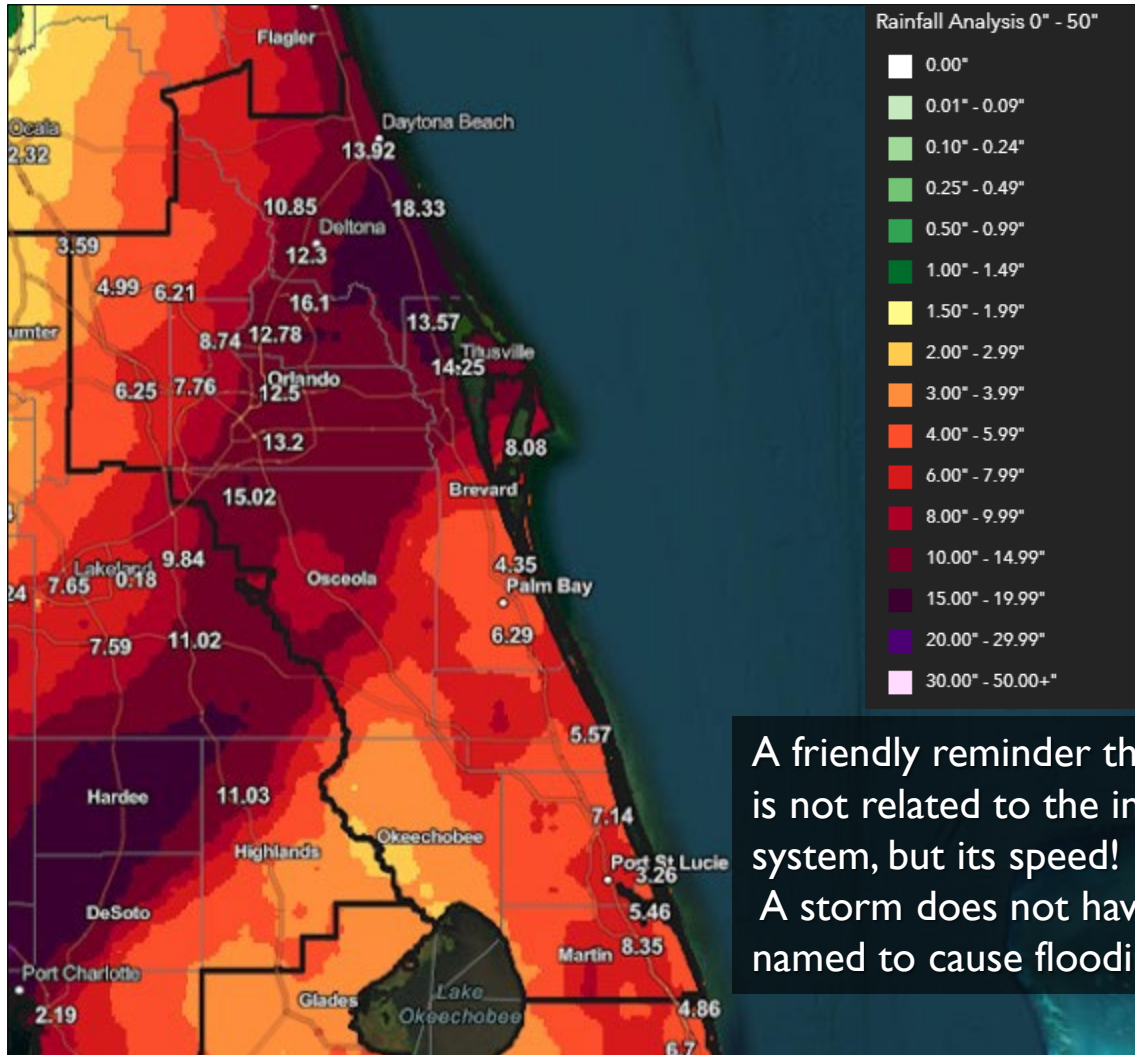 Flagler
Ocala
2.32
Daytona Beach
13.92
10.85
18.33
Deltona
12.3
3.59
4.99
6.21
16.1
8.74
12.78
13.57
Titusville
14.25
6.25
7.76
Orlando
12.5
13.2
8.08
15.02
Brevard
Lakeland
9.84
7.65
0.18
24
Osceola
4.35
Palm Bay
7.59
11.02
6.29
5.57
Hardee
11.03
7.14
Okeechobee
Highlands
Port St Lucie
3.26
DeSoto
5.46
Martin
8.35
Port Charlotte
Glades
Lake
Okeechobee
2.19
4.86
6.7
Rainfall Analysis 0" - 50"
0.00"
0.01" - 0.09"
0.10" - 0.24"
0.25" - 0.49"
0.50" - 0.99"
1.00" - 1.49"
1.50" - 1.99"
2.00" - 2.99"
3.00" - 3.99"
4.00" - 5.99"
6.00" - 7.99"
8.00" - 9.99"
10.00" - 14.99"
15.00" - 19.99"
20.00" - 29.99"
30.00" - 50.00+"
A friendly reminder
is not related to the
system, but its speed!
A storm does not
named to cause